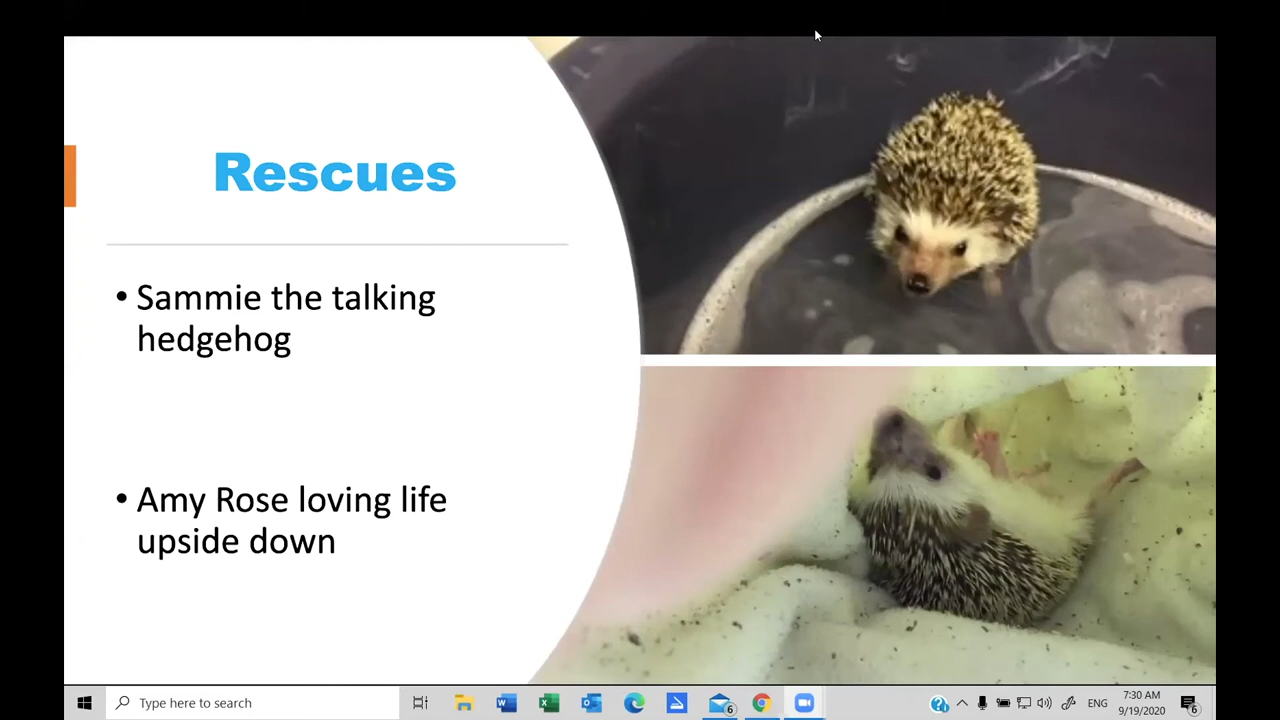 Rescues
• Sammie the talking
hedgehog
• Amy Rose loving life
upside down
Type here to search
6
ENG
7:30 AM
9/19/2020
6